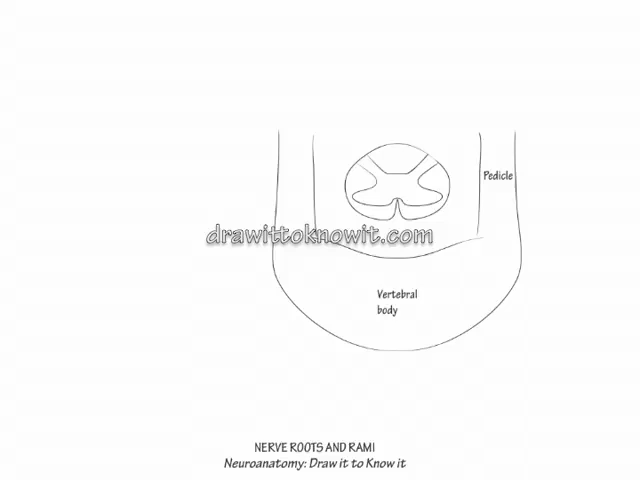 Pedicle
drawittoknowit.com
Vertebral
body
NERVE ROOTS AND RAMI
Neuroanatomy: Draw it to Know it